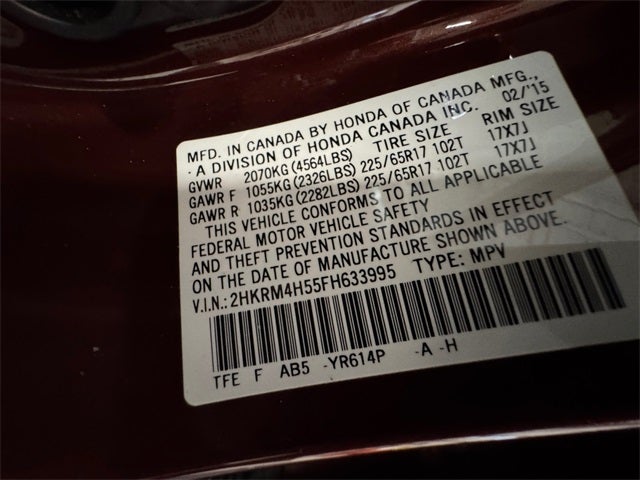 MFD. IN CANADA BY HONDA OF CANADA MFG.,
A DIVISION OF HONDA CANADA INC. 02/'15
GVWR 2070KG(4564LBS) TIRE SIZE RIM SIZE
GAWR F 1055KG(2326LBS) 225/65R17 102T 17X7J
GAWR R 1035KG(2282LBS) 225/65R17 102T 17X7J
THIS VEHICLE CONFORMS TO ALL APPLICABLE
FEDERAL MOTOR VEHICLE SAFETY
AND THEFT PREVENTION STANDARDS IN EFFECT
ON THE DATE OF MANUFACTURE SHOWN ABOVE.
V.I.N.: 2HKRM4H55FH633995 TYPE: MPV
TFE F AB5 -YR614P -A -H